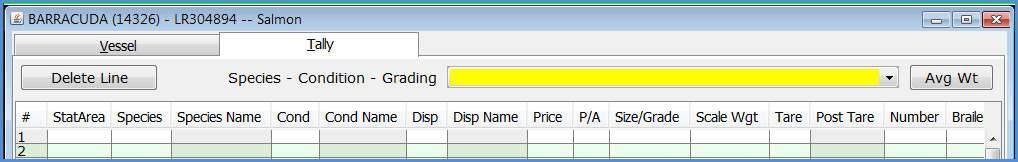 BARRACUDA (14326) - LR304894 -- Salmon
Vessel Tally
Delete Line Species - Condition - Grading Avg Wt
# StatArea Species Species Name Cond Cond Name Disp Disp Name Price P/A Size/Grade Scale Wgt Tare Post Tare Number Braile
1
2